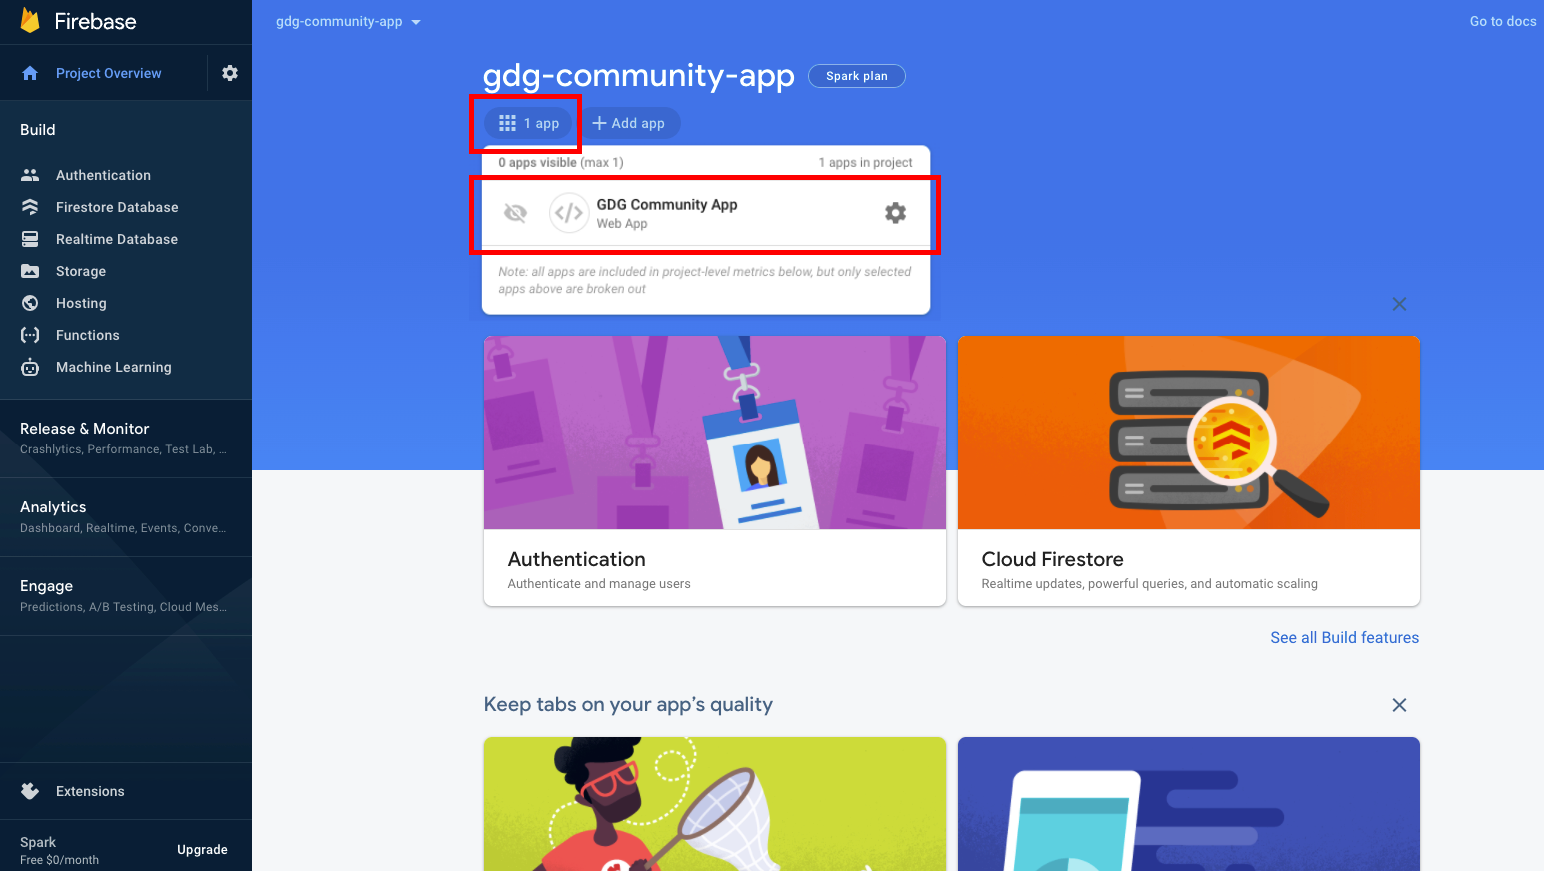 Firebase
gdg-community-app
Go to docs
Project Overview
gdg-community-app
Spark plan
1 app
Add app
Build
0 apps visible (max 1)
1 apps in project
Authentication
Firestore Database
Realtime Database
Storage
Hosting
Functions
Machine Learning
GDG Community App
Web App
Note: all apps are included in project-level metrics below, but only selected
apps above are broken out
Release & Monitor
Crashlytics, Performance, Test Lab, ...
Analytics
Dashboard, Realtime, Events, Conve...
Engage
Predictions, A/B Testing, Cloud Mes...
Authentication
Authenticate and manage users
Cloud Firestore
Realtime updates, powerful queries, and automatic scaling
See all Build features
Keep tabs on your app’s quality
Extensions
Spark
Free $0/month
Upgrade